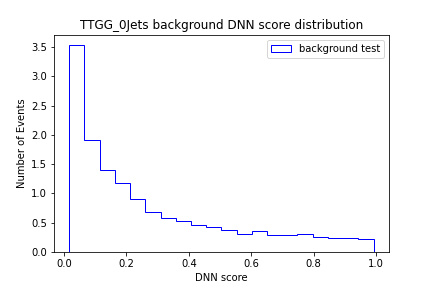 TTGG_0Jets background DNN score distribution
background test
Number of Events
3.5
3.0
2.5
2.0
1.5
1.0
0.5
0.0
0.0 0.2 0.4 0.6 0.8 1.0
DNN score